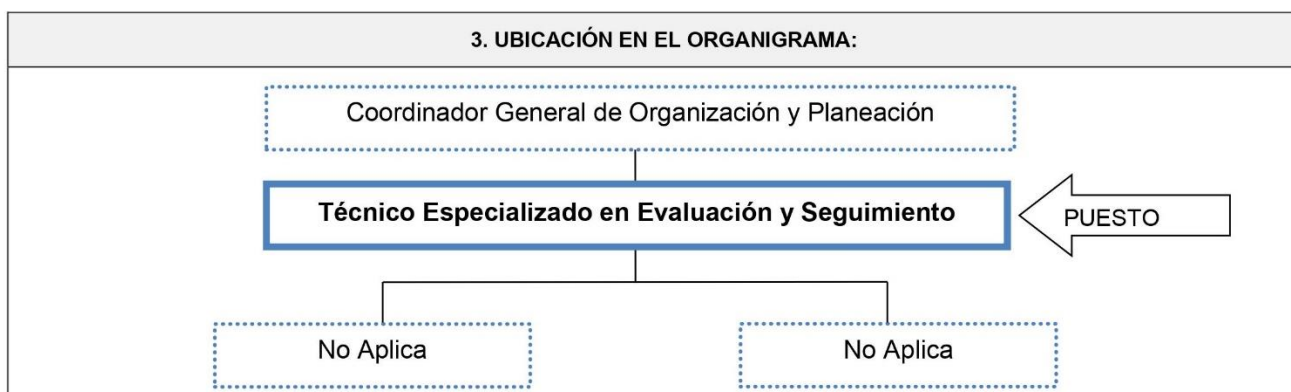 3. UBICACIÓN EN EL ORGANIGRAMA:
Coordinador General de Organización y Planeación
Técnico Especializado en Evaluación y Seguimiento
PUESTO
No Aplica
No Aplica